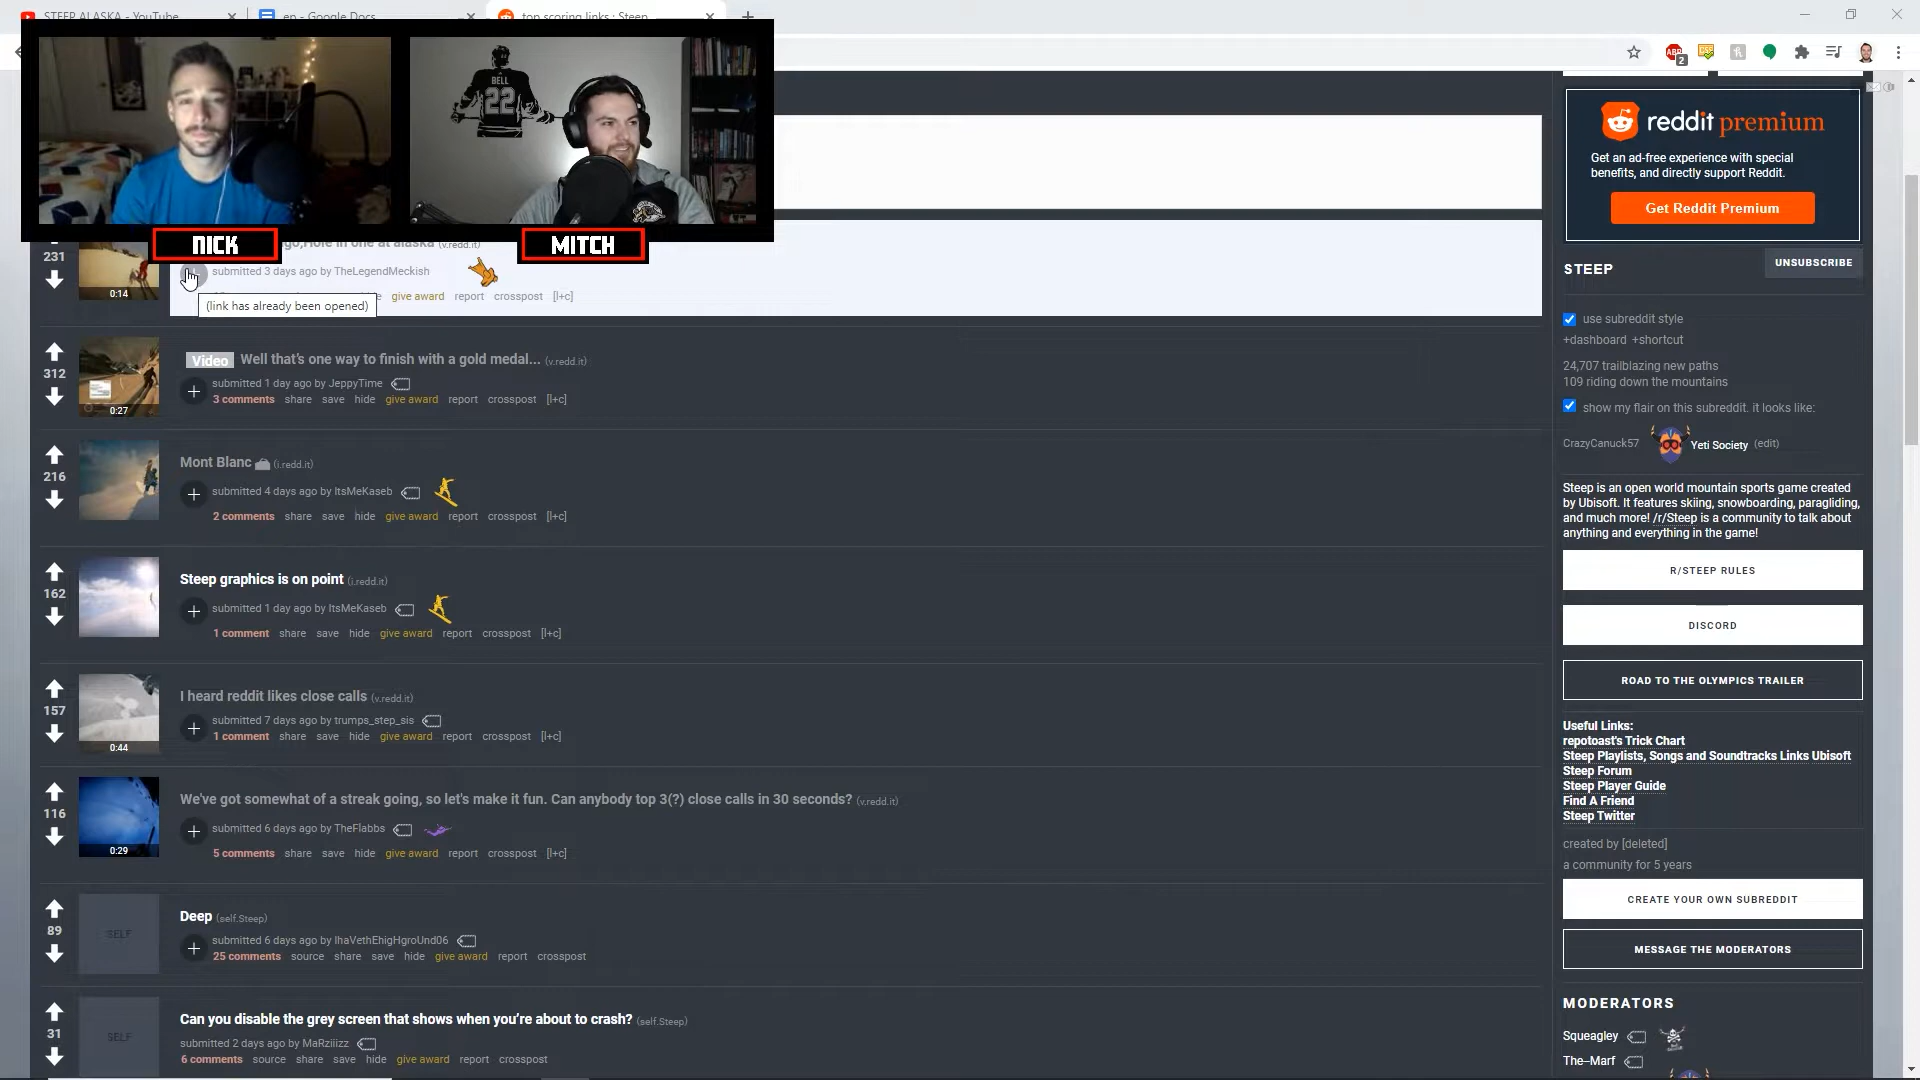 STEEP ALASKA - YouTube
en - Google Docs
top scoring links : Steep
ABP
2
BELL
22
NICK
MITCH
reddit premium
Get an ad-free experience with special
benefits, and directly support Reddit.
Get Reddit Premium
STEEP
UNSUBSCRIBE
use subreddit style
+dashboard +shortcut
24,707 trailblazing new paths
109 riding down the mountains
show my flair on this subreddit. it looks like:
CrazyCanuck57 Yeti Society (edit)
Steep is an open world mountain sports game created
by Ubisoft. It features skiing, snowboarding, paragliding,
and much more! /r/Steep is a community to talk about
anything and everything in the game!
R/STEEP RULES
DISCORD
ROAD TO THE OLYMPICS TRAILER
Useful Links:
repotoast's Trick Chart
Steep Playlists, Songs and Soundtracks Links Ubisoft
Steep Forum
Steep Player Guide
Find A Friend
Steep Twitter
created by [deleted]
a community for 5 years
CREATE YOUR OWN SUBREDDIT
MESSAGE THE MODERATORS
MODERATORS
Squeagley
The–Marf
231
0:14
go,Hole in one at alaska (v.redd.it)
submitted 3 days ago by TheLegendMeckish
hide give award report crosspost [l+c]
(link has already been opened)
312
0:27
Video Well that's one way to finish with a gold medal... (v.redd.it)
submitted 1 day ago by JeppyTime
3 comments share save hide give award report crosspost [l+c]
216
Mont Blanc (i.redd.it)
submitted 4 days ago by ItsMeKaseb
2 comments share save hide give award report crosspost [l+c]
162
Steep graphics is on point (i.redd.it)
submitted 1 day ago by ItsMeKaseb
1 comment share save hide give award report crosspost [l+c]
157
0:44
I heard reddit likes close calls (v.redd.it)
submitted 7 days ago by trumps_step_sis
1 comment share save hide give award report crosspost [l+c]
116
0:29
We've got somewhat of a streak going, so let's make it fun. Can anybody top 3(?) close calls in 30 seconds? (v.redd.it)
submitted 6 days ago by TheFlabbs
5 comments share save hide give award report crosspost [l+c]
89
SELF
Deep (self.Steep)
submitted 6 days ago by IhaVethEhigHgroUnd06
25 comments source share save hide give award report crosspost
31
SELF
Can you disable the grey screen that shows when you're about to crash? (self.Steep)
submitted 2 days ago by MaRziiizz
6 comments source share save hide give award report crosspost